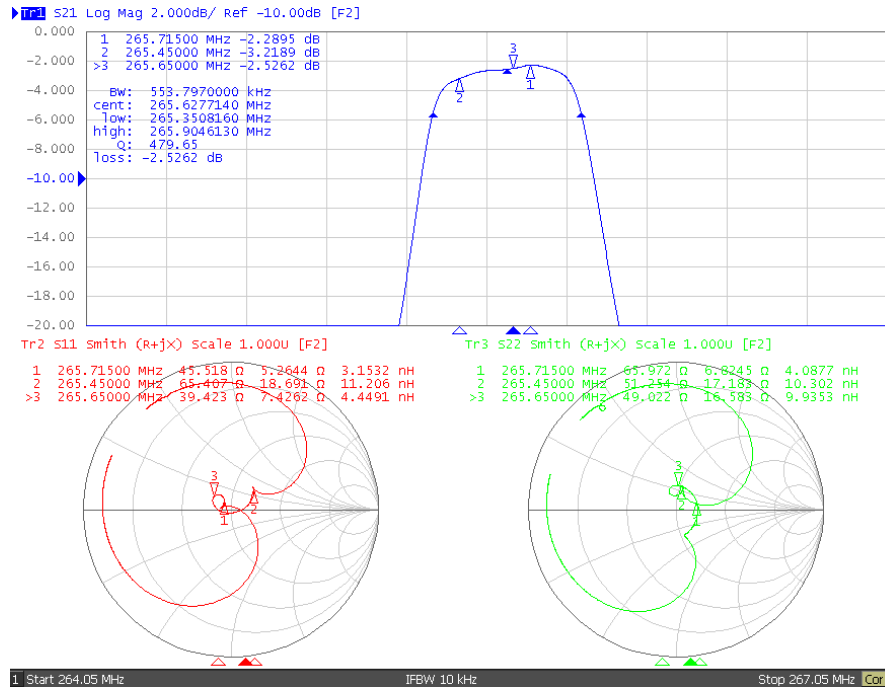 Tr1 S21 Log Mag 2.000dB/ Ref -10.00dB [F2]
0.000
-2.000
-4.000
-6.000
-8.000
-10.00
-12.00
-14.00
-16.00
-18.00
-20.00
1 265.71500 MHz -2.2895 dB
2 265.45000 MHz -3.2189 dB
>3 265.65000 MHz -2.5262 dB
BW: 553.7970000 kHz
cent: 265.6277140 MHz
low: 265.3508160 MHz
high: 265.9046130 MHz
Q: 479.65
loss: -2.5262 dB
3
1
2
Tr2 S11 Smith (R+jX) Scale 1.000U [F2]
1 265.71500 MHz 45.518 Ω 5.2644 Ω 3.1532 nH
2 265.45000 MHz 65.407 Ω 18.691 Ω 11.206 nH
>3 265.65000 MHz 39.423 Ω 7.4262 Ω 4.4491 nH
3
2
1
Tr3 S22 Smith (R+jX) Scale 1.000U [F2]
1 265.71500 MHz 65.972 Ω 6.8245 Ω 4.0877 nH
2 265.45000 MHz 51.254 Ω 17.183 Ω 10.302 nH
>3 265.65000 MHz 49.022 Ω 16.583 Ω 9.9353 nH
3
2
1
1 Start 264.05 MHz
IFBW 10 kHz
Stop 267.05 MHz
Cor